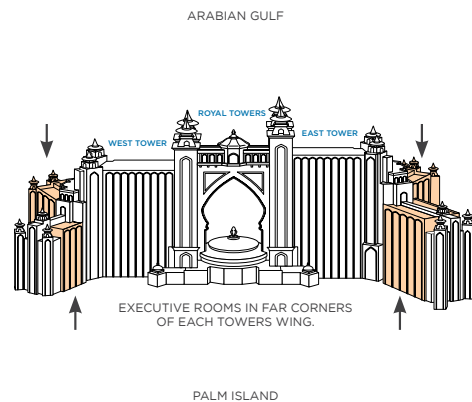 ARABIAN GULF
ROYAL TOWERS
WEST TOWER
EAST TOWER
EXECUTIVE ROOMS IN FAR CORNERS
OF EACH TOWERS WING.
PALM ISLAND